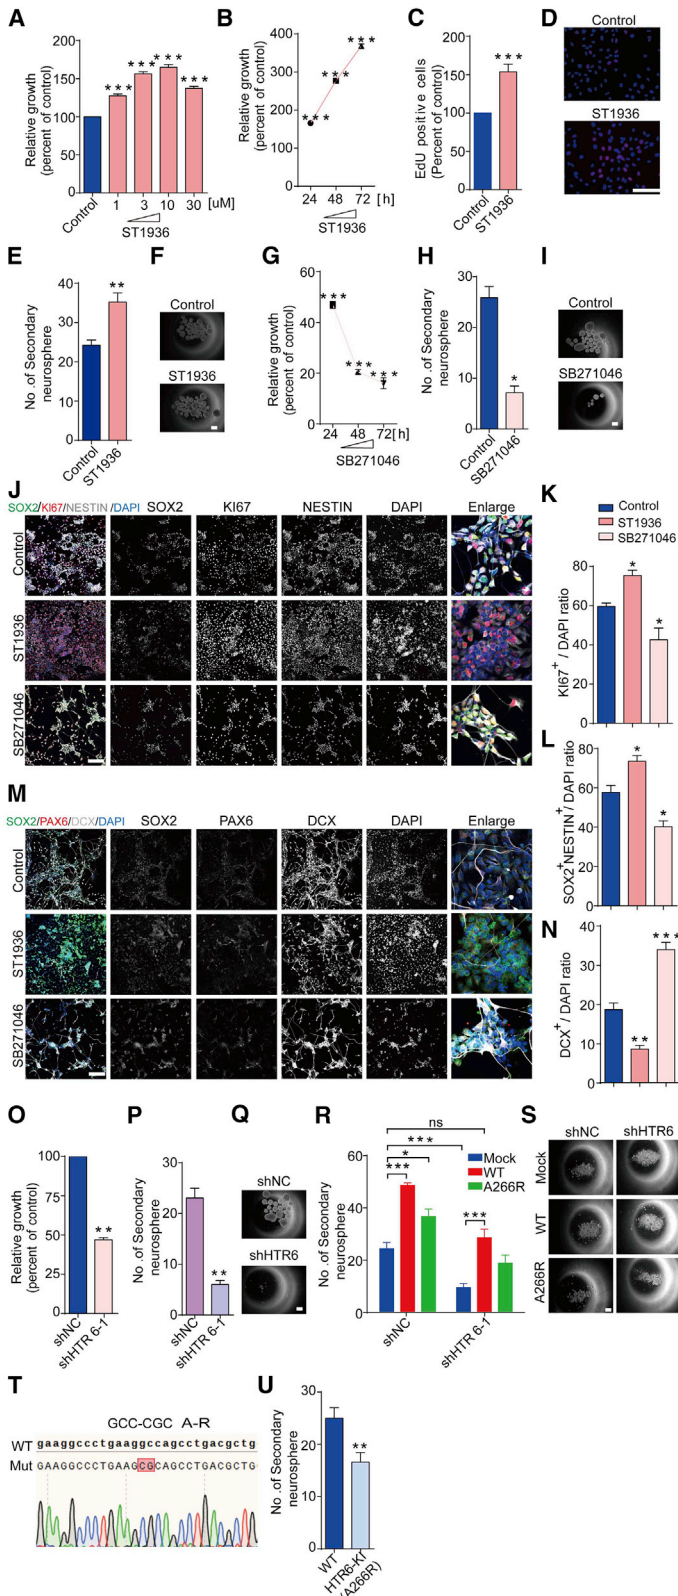 A
Relative growth
(percent of control)
200
150
100
50
0
***
***
***
***
Control
1
3
10
30
[uM]
ST1936
B
Relative growth
(percent of control)
400
300
200
100
0
***
***
***
24
48
72
[h]
ST1936
C
EdU positive cells
(Percent of control)
200
150
100
50
0
***
Control
ST1936
D
Control
ST1936
E
No .of Secondary
neurosphere
40
30
20
10
0
**
Control
ST1936
F
Control
ST1936
G
Relative growth
(percent of control)
60
40
20
0
***
***
***
24
48
72[h]
SB271046
H
No .of Secondary
neurosphere
30
20
10
0
*
Control
SB271046
I
Control
SB271046
J
SOX2/KI67/NESTIN /DAPI
SOX2
KI67
NESTIN
DAPI
Enlarge
Control
ST1936
SB271046
K
Control
ST1936
SB271046
KI67+ / DAPI ratio
80
60
40
20
0
*
*
L
SOX2+NESTIN+/ DAPI ratio
80
60
40
20
0
*
*
M
SOX2/PAX6/DCX/DAPI
SOX2
PAX6
DCX
DAPI
Enlarge
Control
ST1936
SB271046
N
DCX+/ DAPI ratio
40
30
20
10
0
**
***
O
Relative growth
(percent of control)
100
75
50
25
0
**
shNC
shHTR 6-1
P
No. of Secondary
neurosphere
30
20
10
0
**
shNC
shHTR 6-1
Q
shNC
shHTR6
R
No .of Secondary
neurosphere
60
40
20
0
ns
***
*
***
***
Mock
WT
A266R
shNC
shHTR 6-1
S
shNC
shHTR6
Mock
WT
A266R
T
GCC-CGC A-R
WT gaaggccctgaaggccagcctgacgctg
Mut GAAGGCCCTGAAGCGCAGCCTGACGCTG
U
No .of Secondary
neurosphere
30
20
10
0
**
WT
HTR6-KI
(A266R)